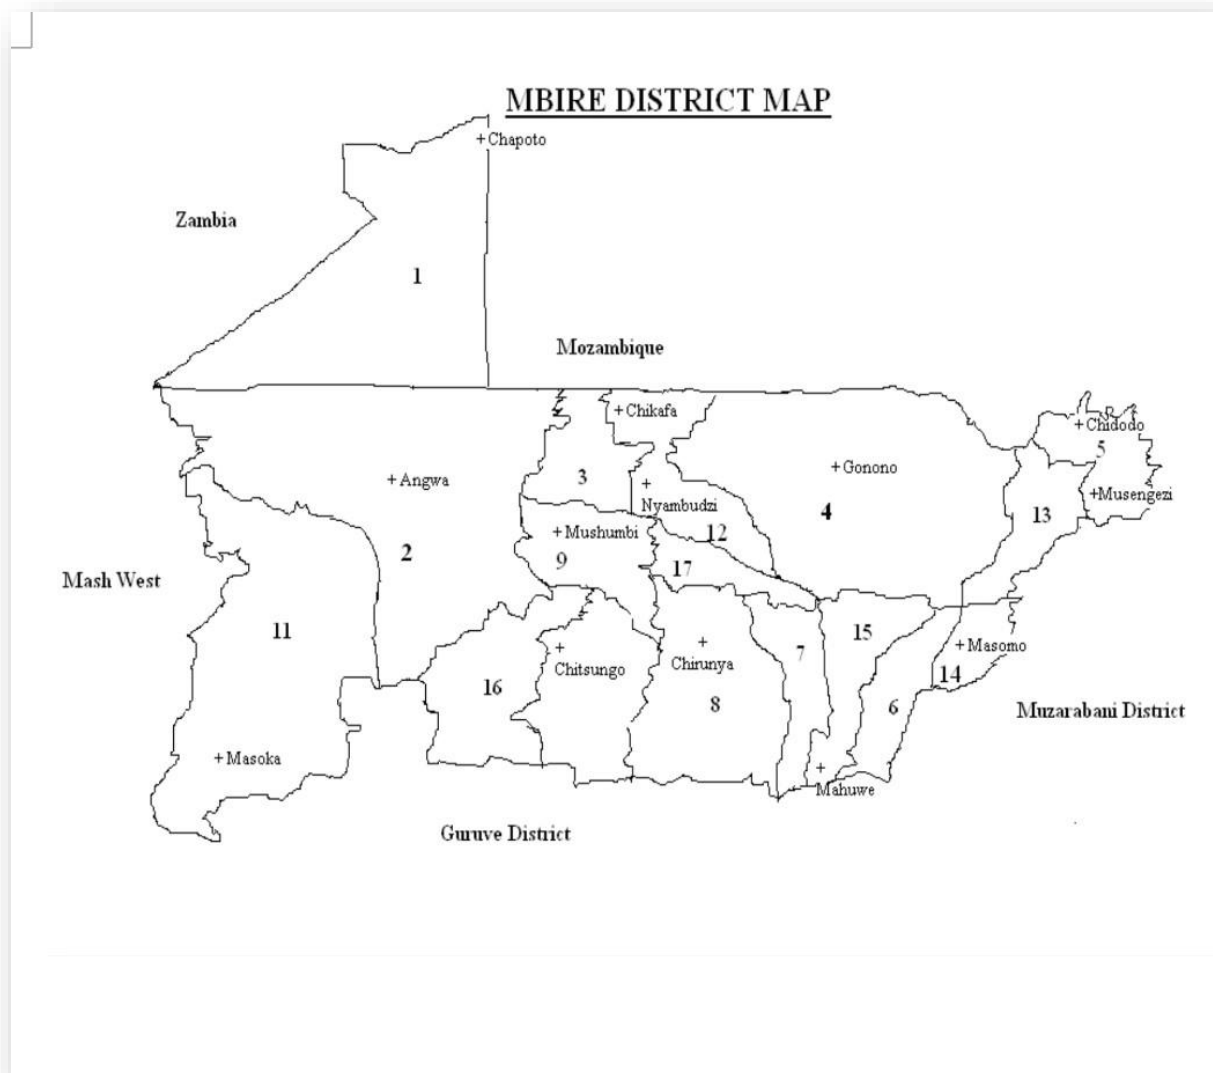 MBIRE DISTRICT MAP
+Chapoto
Zambia
1
Mozambique
+Chikafa
+Chidodo
5
+Angwa
3
+Gonono
+
Nyambudzi
+Musengezi
4
13
+Mushumbi
12
2
9
17
Mash West
11
15
+
Chitsungo
+
Chirunya
7
+Masomo
16
14
8
6
Muzarabani District
+Masoka
+
Mahuwe
Guruve District